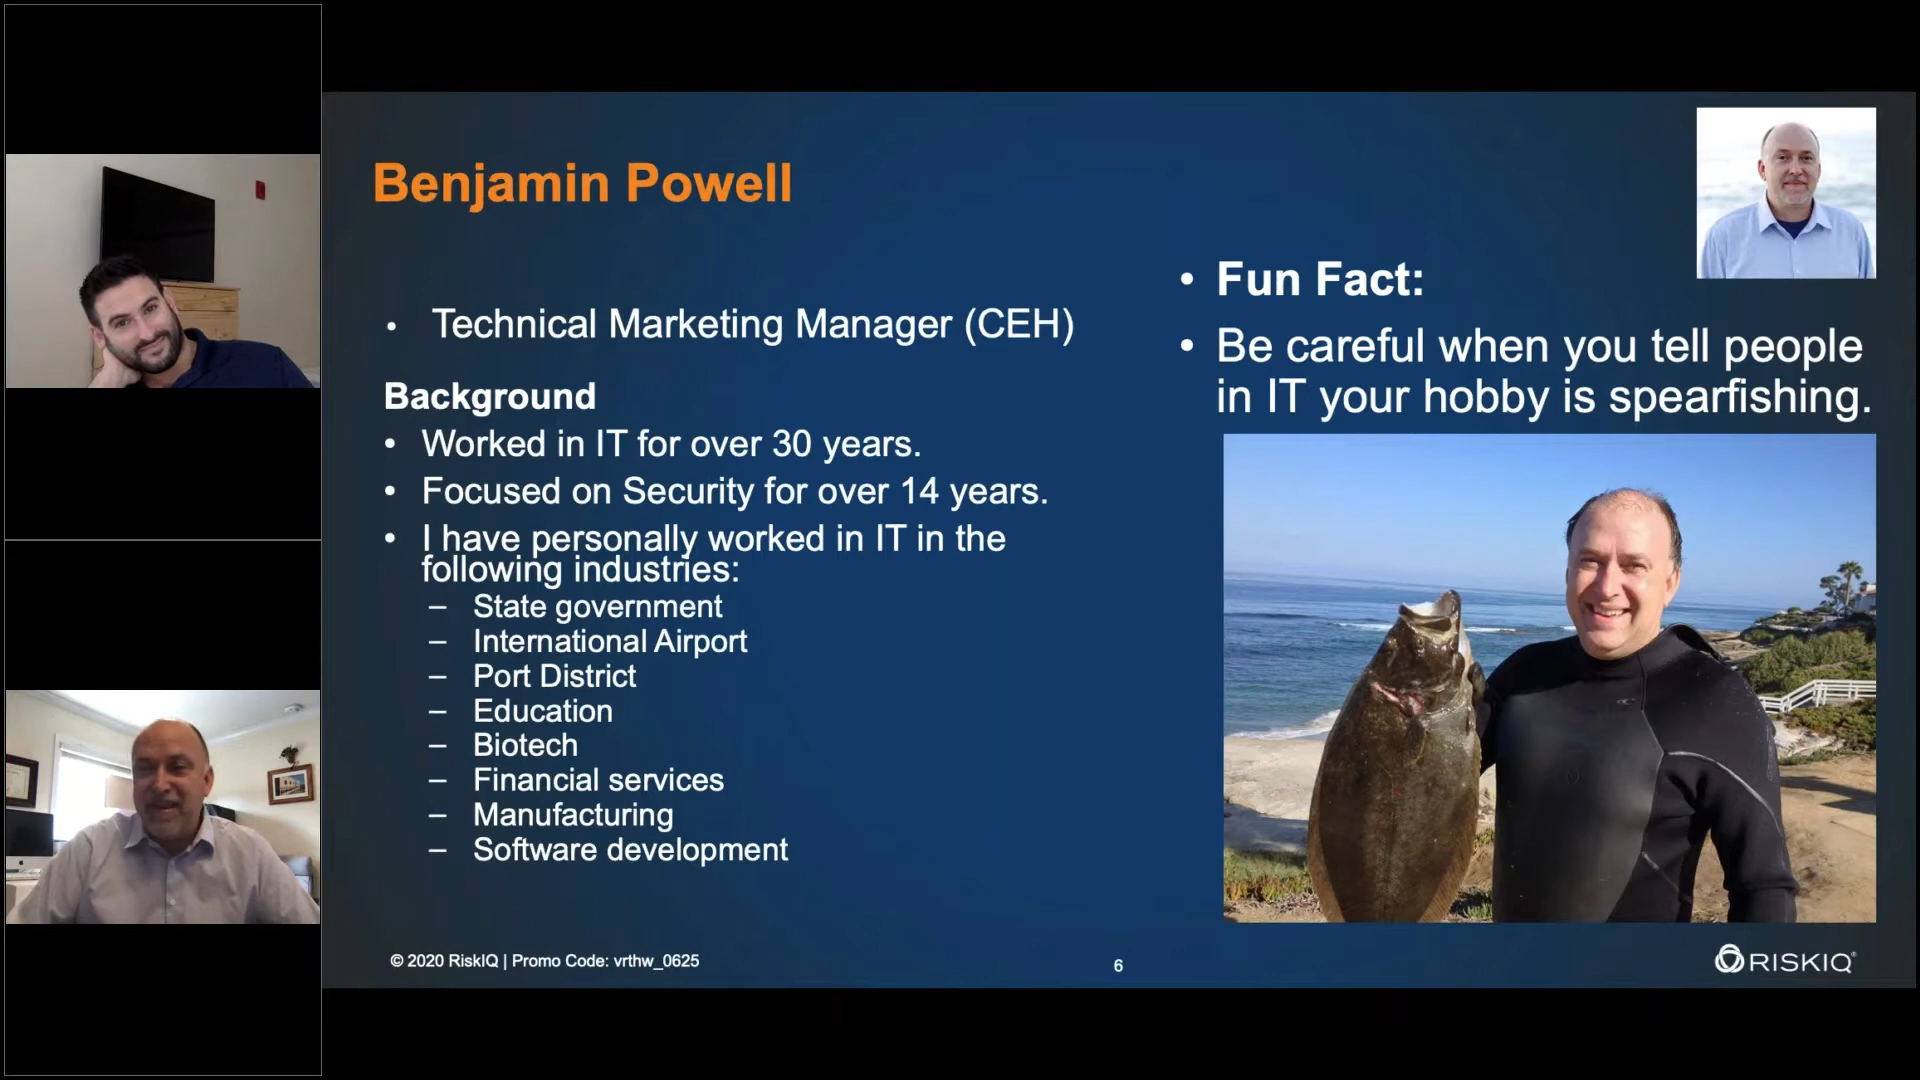 Benjamin Powell
• Technical Marketing Manager (CEH)
Background
• Worked in IT for over 30 years.
• Focused on Security for over 14 years.
• I have personally worked in IT in the
following industries:
– State government
– International Airport
– Port District
– Education
– Biotech
– Financial services
– Manufacturing
– Software development
• Fun Fact:
• Be careful when you tell people
in IT your hobby is spearfishing.
© 2020 RiskIQ | Promo Code: vrthw_0625
6
RISKIQ®